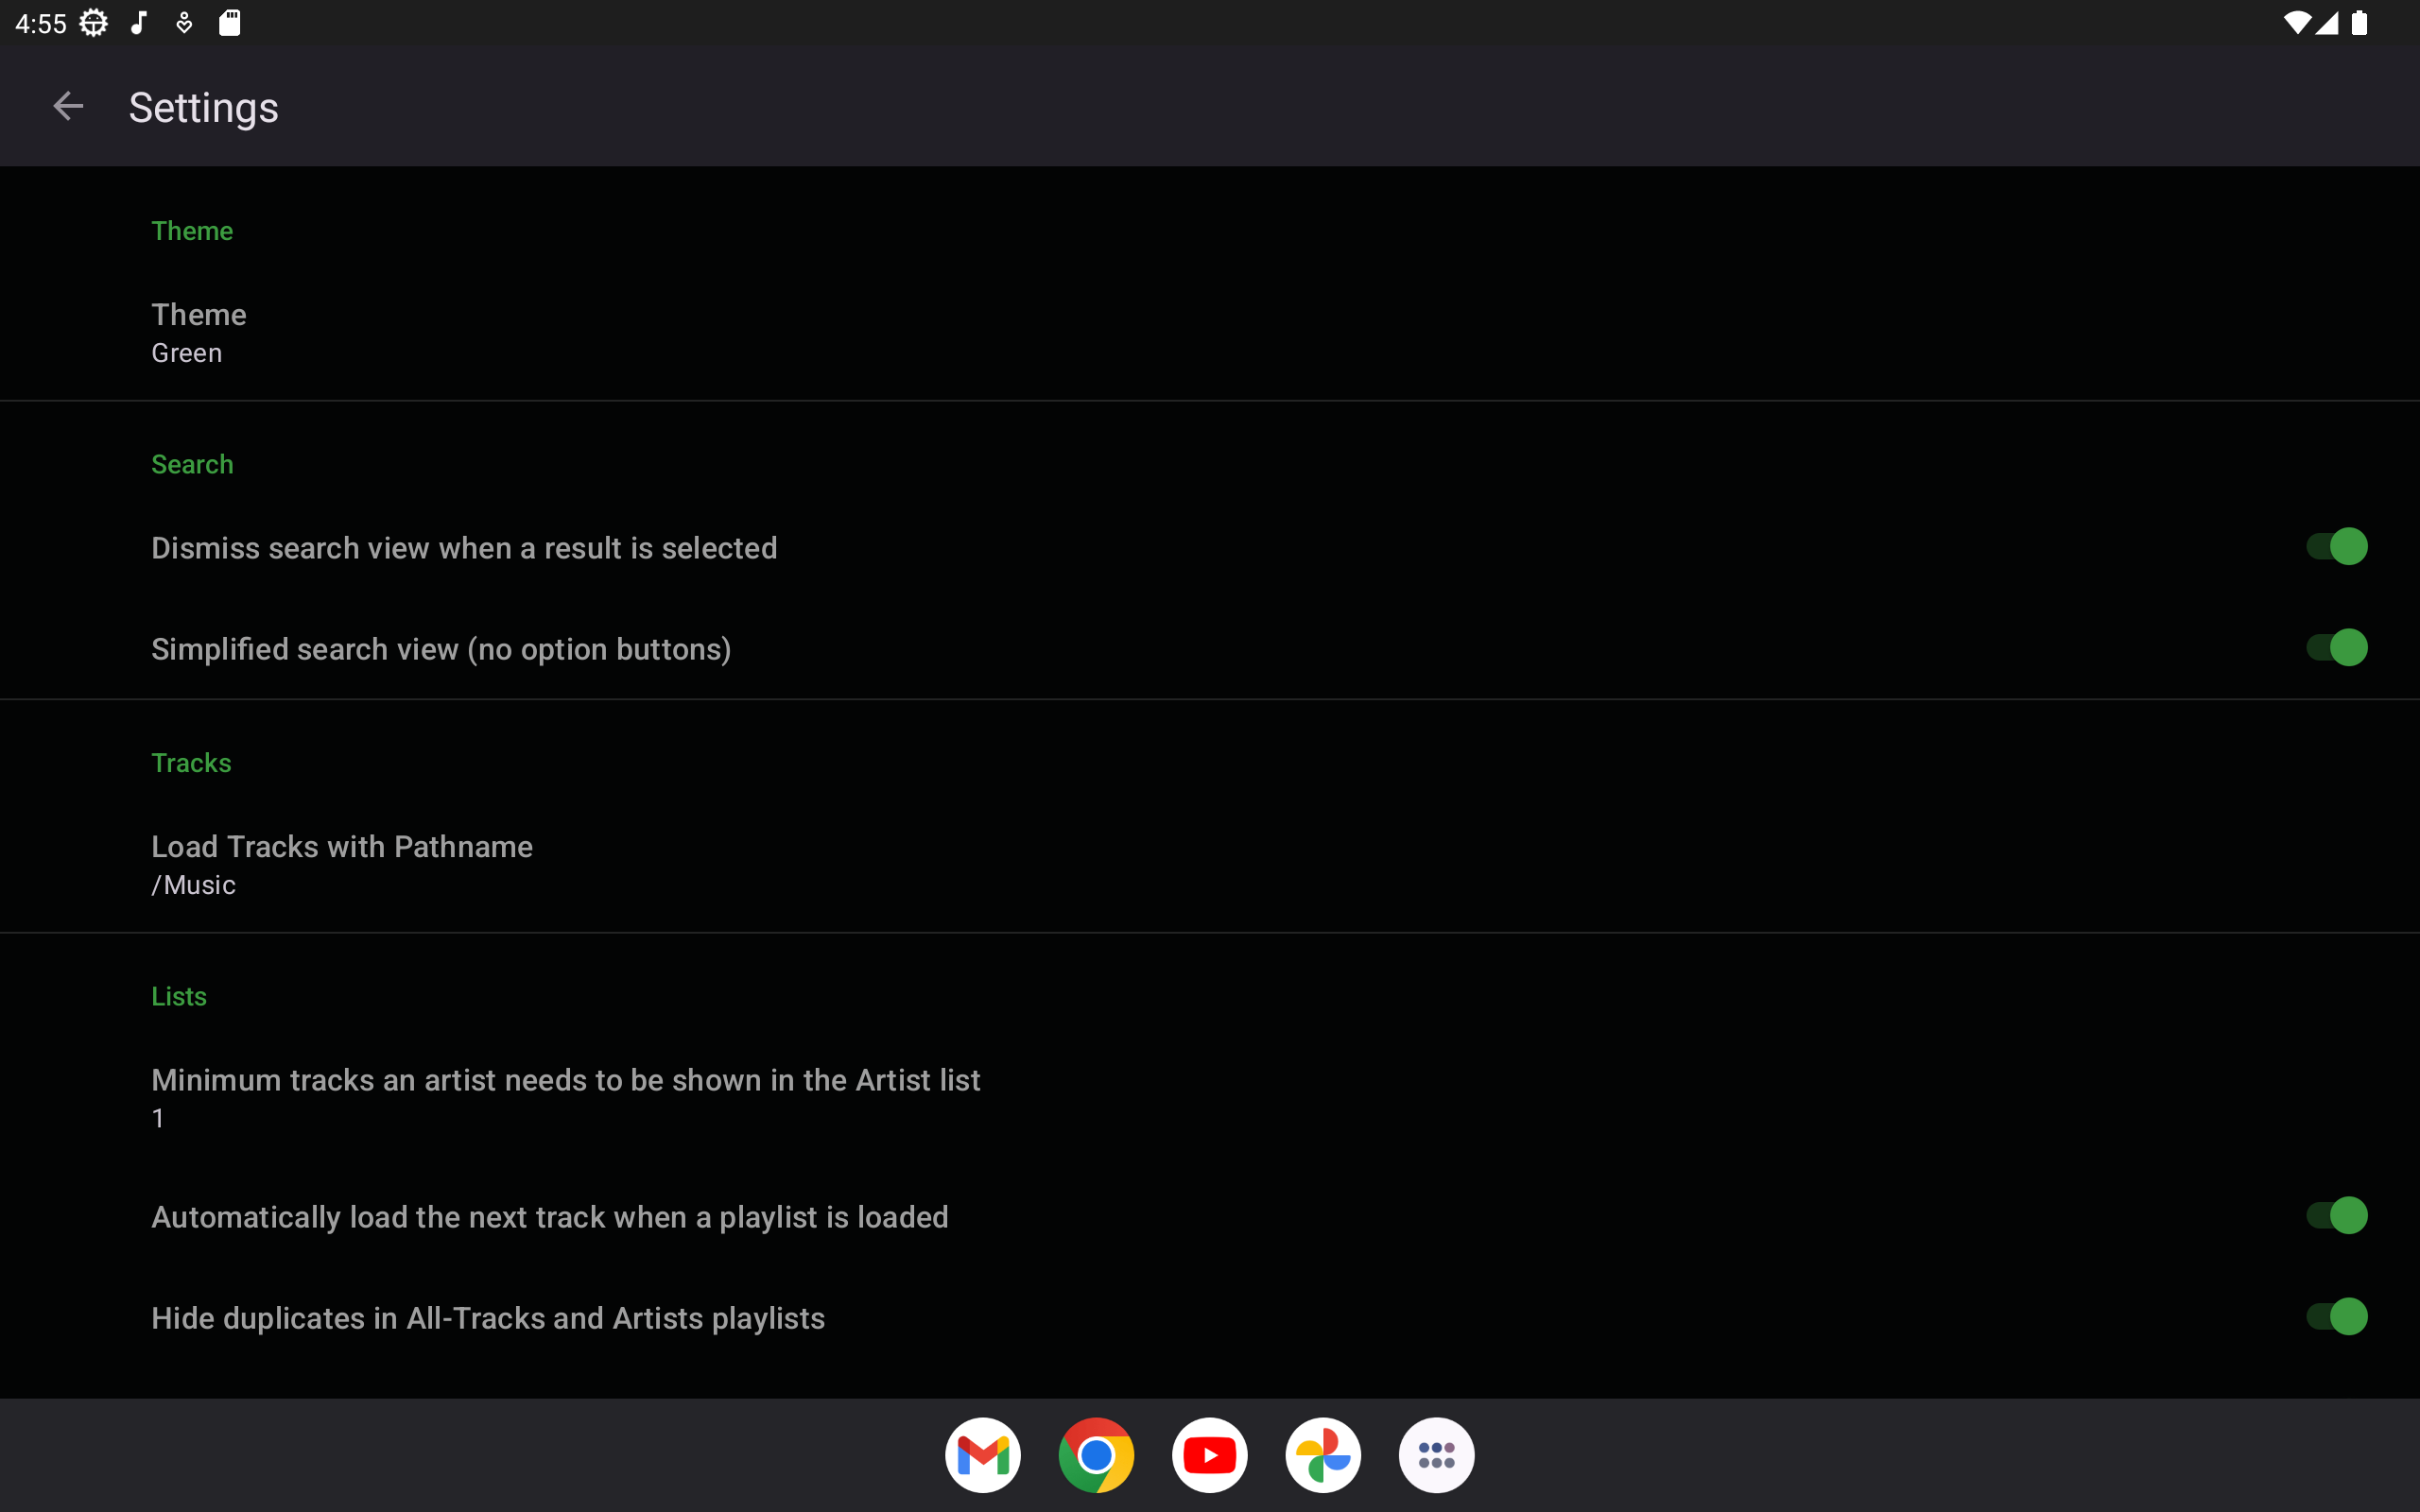 4:55
Settings
Theme
Theme
Green
Search
Dismiss search view when a result is selected
Simplified search view (no option buttons)
Tracks
Load Tracks with Pathname
/Music
Lists
Minimum tracks an artist needs to be shown in the Artist list
1
Automatically load the next track when a playlist is loaded
Hide duplicates in All-Tracks and Artists playlists